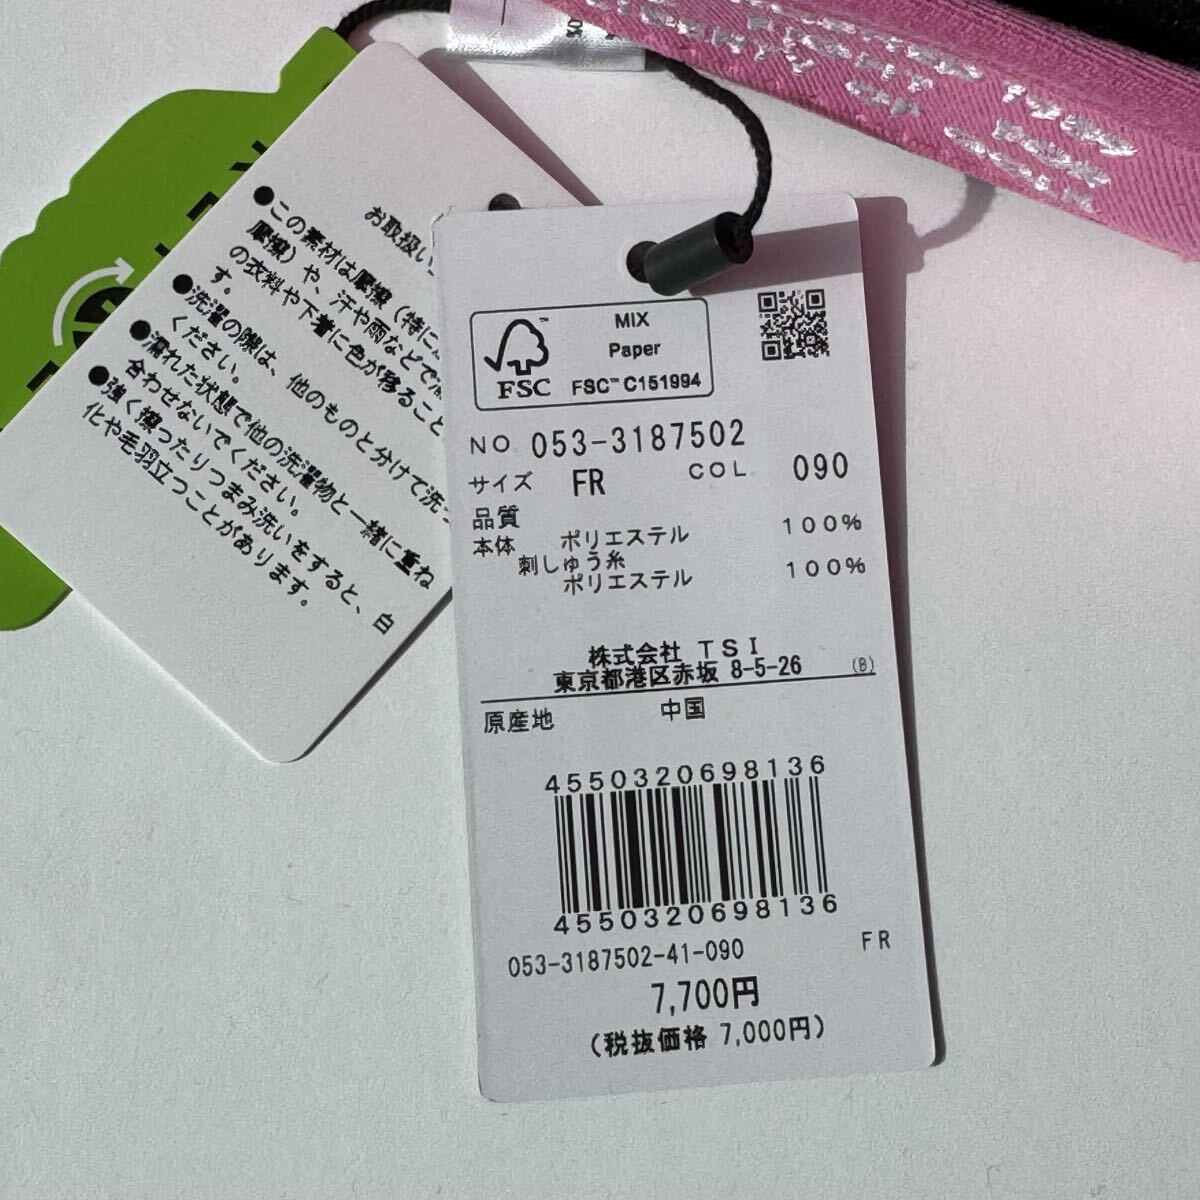 お取扱い
●この素材は摩擦（特に
摩擦）や、汗や雨などで
の衣料や下着に色が移ること
す。
●洗濯の際は、他のものと分けて洗
ください。
●濡れた状態で他の洗濯物と一緒に重ね
合わせないでください。
●強く擦ったりつまみ洗いをすると、白
化や毛羽立つことがあります。
FSC
MIX
Paper
FSC™ C151994
NO 053-3187502
サイズ FR COL 090
品質
本体 ポリエステル 100%
刺しゅう糸
ポリエステル 100%
株式会社 TSI
東京都港区赤坂 8-5-26 (B)
原産地 中国
4550320698136
4550320698136
053-3187502-41-090 FR
7,700円
(税抜価格 7,000円)